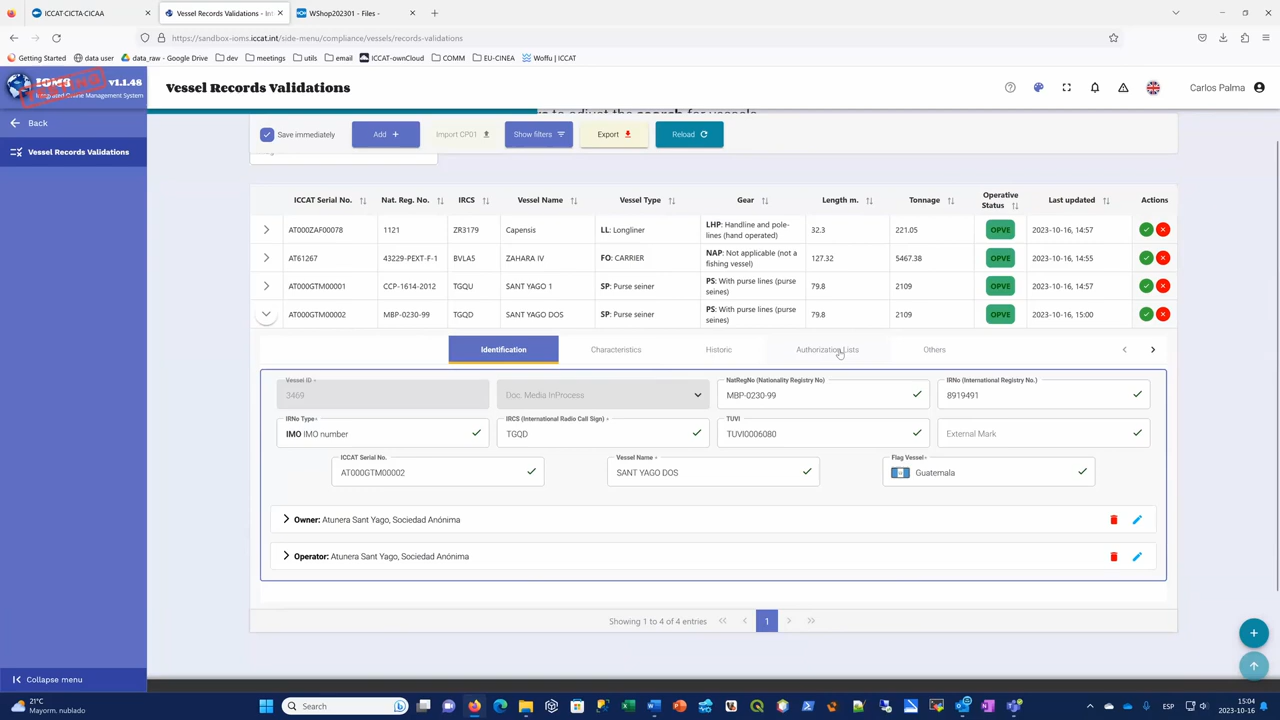 ICCAT·CICTA·CICAA
Vessel Records Validations - Int
WShop202301 - Files -
https://sandbox-ioms.iccat.int/side-menu/compliance/vessels/records-validations
Getting Started
data user
data_raw - Google Drive
dev
meetings
utils
email
ICCAT-ownCloud
COMM
EU-CINEA
Woffu | ICCAT
IOMS
v1.1.48
Integrated Online Management System
Vessel Records Validations
Carlos Palma
Back
Vessel Records Validations
to adjust the search for vessels
Save immediately
Add +
Import CP01
Show filters
Export
Reload
ICCAT Serial No.
Nat. Reg. No.
IRCS
Vessel Name
Vessel Type
Gear
Length m.
Tonnage
Operative Status
Last updated
Actions
AT000ZAF00078 1121 ZR3179 Capensis LL: Longliner LHP: Handline and pole-lines (hand operated) 32.3 221.05 OPVE 2023-10-16, 14:57
AT61267 43229-PEXT-F-1 BVLA5 ZAHARA IV FO: CARRIER NAP: Not applicable (not a fishing vessel) 127.32 5467.38 OPVE 2023-10-16, 14:55
AT000GTM00001 CCP-1614-2012 TGQU SANT YAGO 1 SP: Purse seiner PS: With purse lines (purse seines) 79.8 2109 OPVE 2023-10-16, 14:57
AT000GTM00002 MBP-0230-99 TGQD SANT YAGO DOS SP: Purse seiner PS: With purse lines (purse seines) 79.8 2109 OPVE 2023-10-16, 15:00
Identification
Characteristics
Historic
Authorization Lists
Others
Vessel ID
3469
Doc. Media InProcess
NatRegNo (Nationality Registry No)
MBP-0230-99
IRNo (International Registry No.)
8919491
IRNo Type
IMO IMO number
IRCS (International Radio Call Sign)
TGQD
TUVI
TUVI0006080
External Mark
ICCAT Serial No.
AT000GTM00002
Vessel Name
SANT YAGO DOS
Flag Vessel
Guatemala
Owner: Atunera Sant Yago, Sociedad Anónima
Operator: Atunera Sant Yago, Sociedad Anónima
Showing 1 to 4 of 4 entries
1
Collapse menu
21°C
Mayorm. nublado
Search
ESP
15:04
2023-10-16